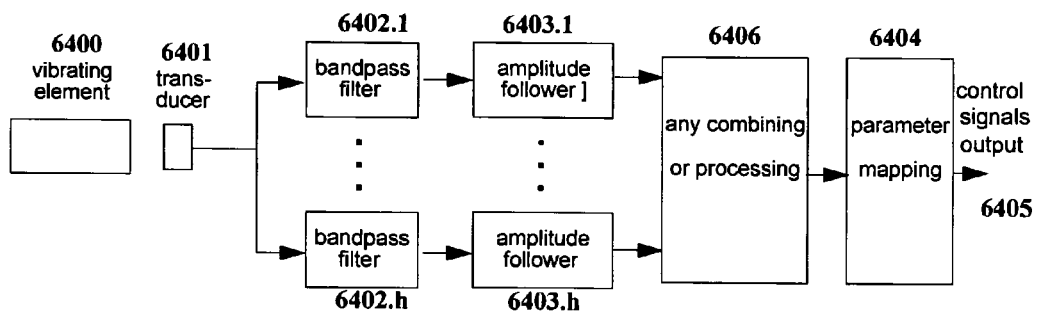 6400
vibrating
element
6401
trans-
ducer
6402.1
bandpass
filter
6403.1
amplitude
follower ]
6406
any combining
or processing
6404
parameter
mapping
control
signals
output
6405
bandpass
filter
6402.h
amplitude
follower
6403.h